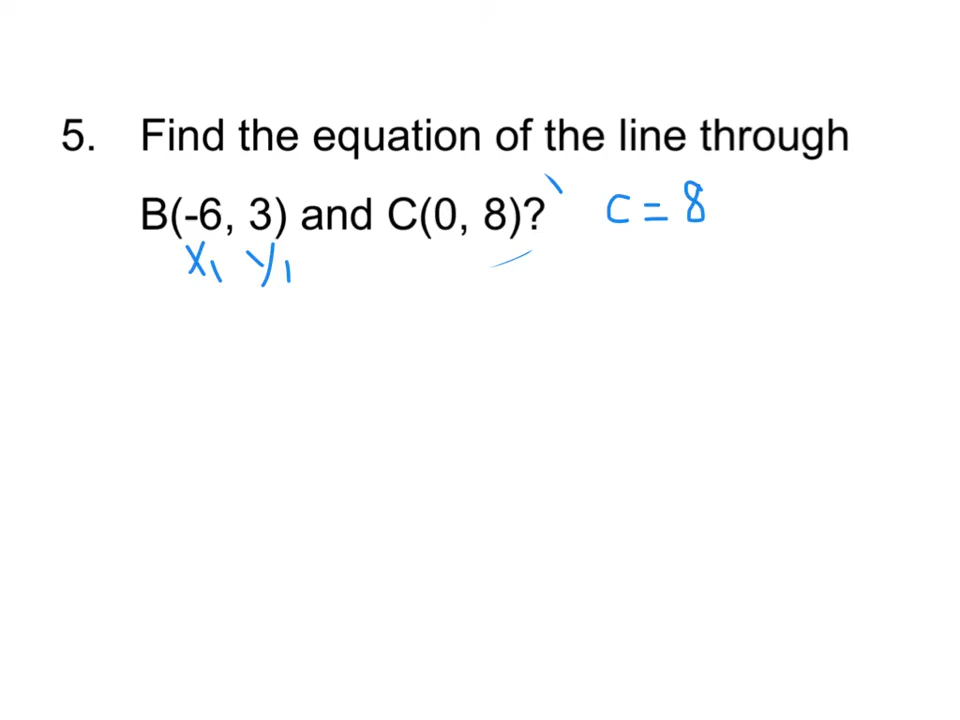 5. Find the equation of the line through
B(-6, 3) and C(0, 8)? c = 8
x₁ y₁